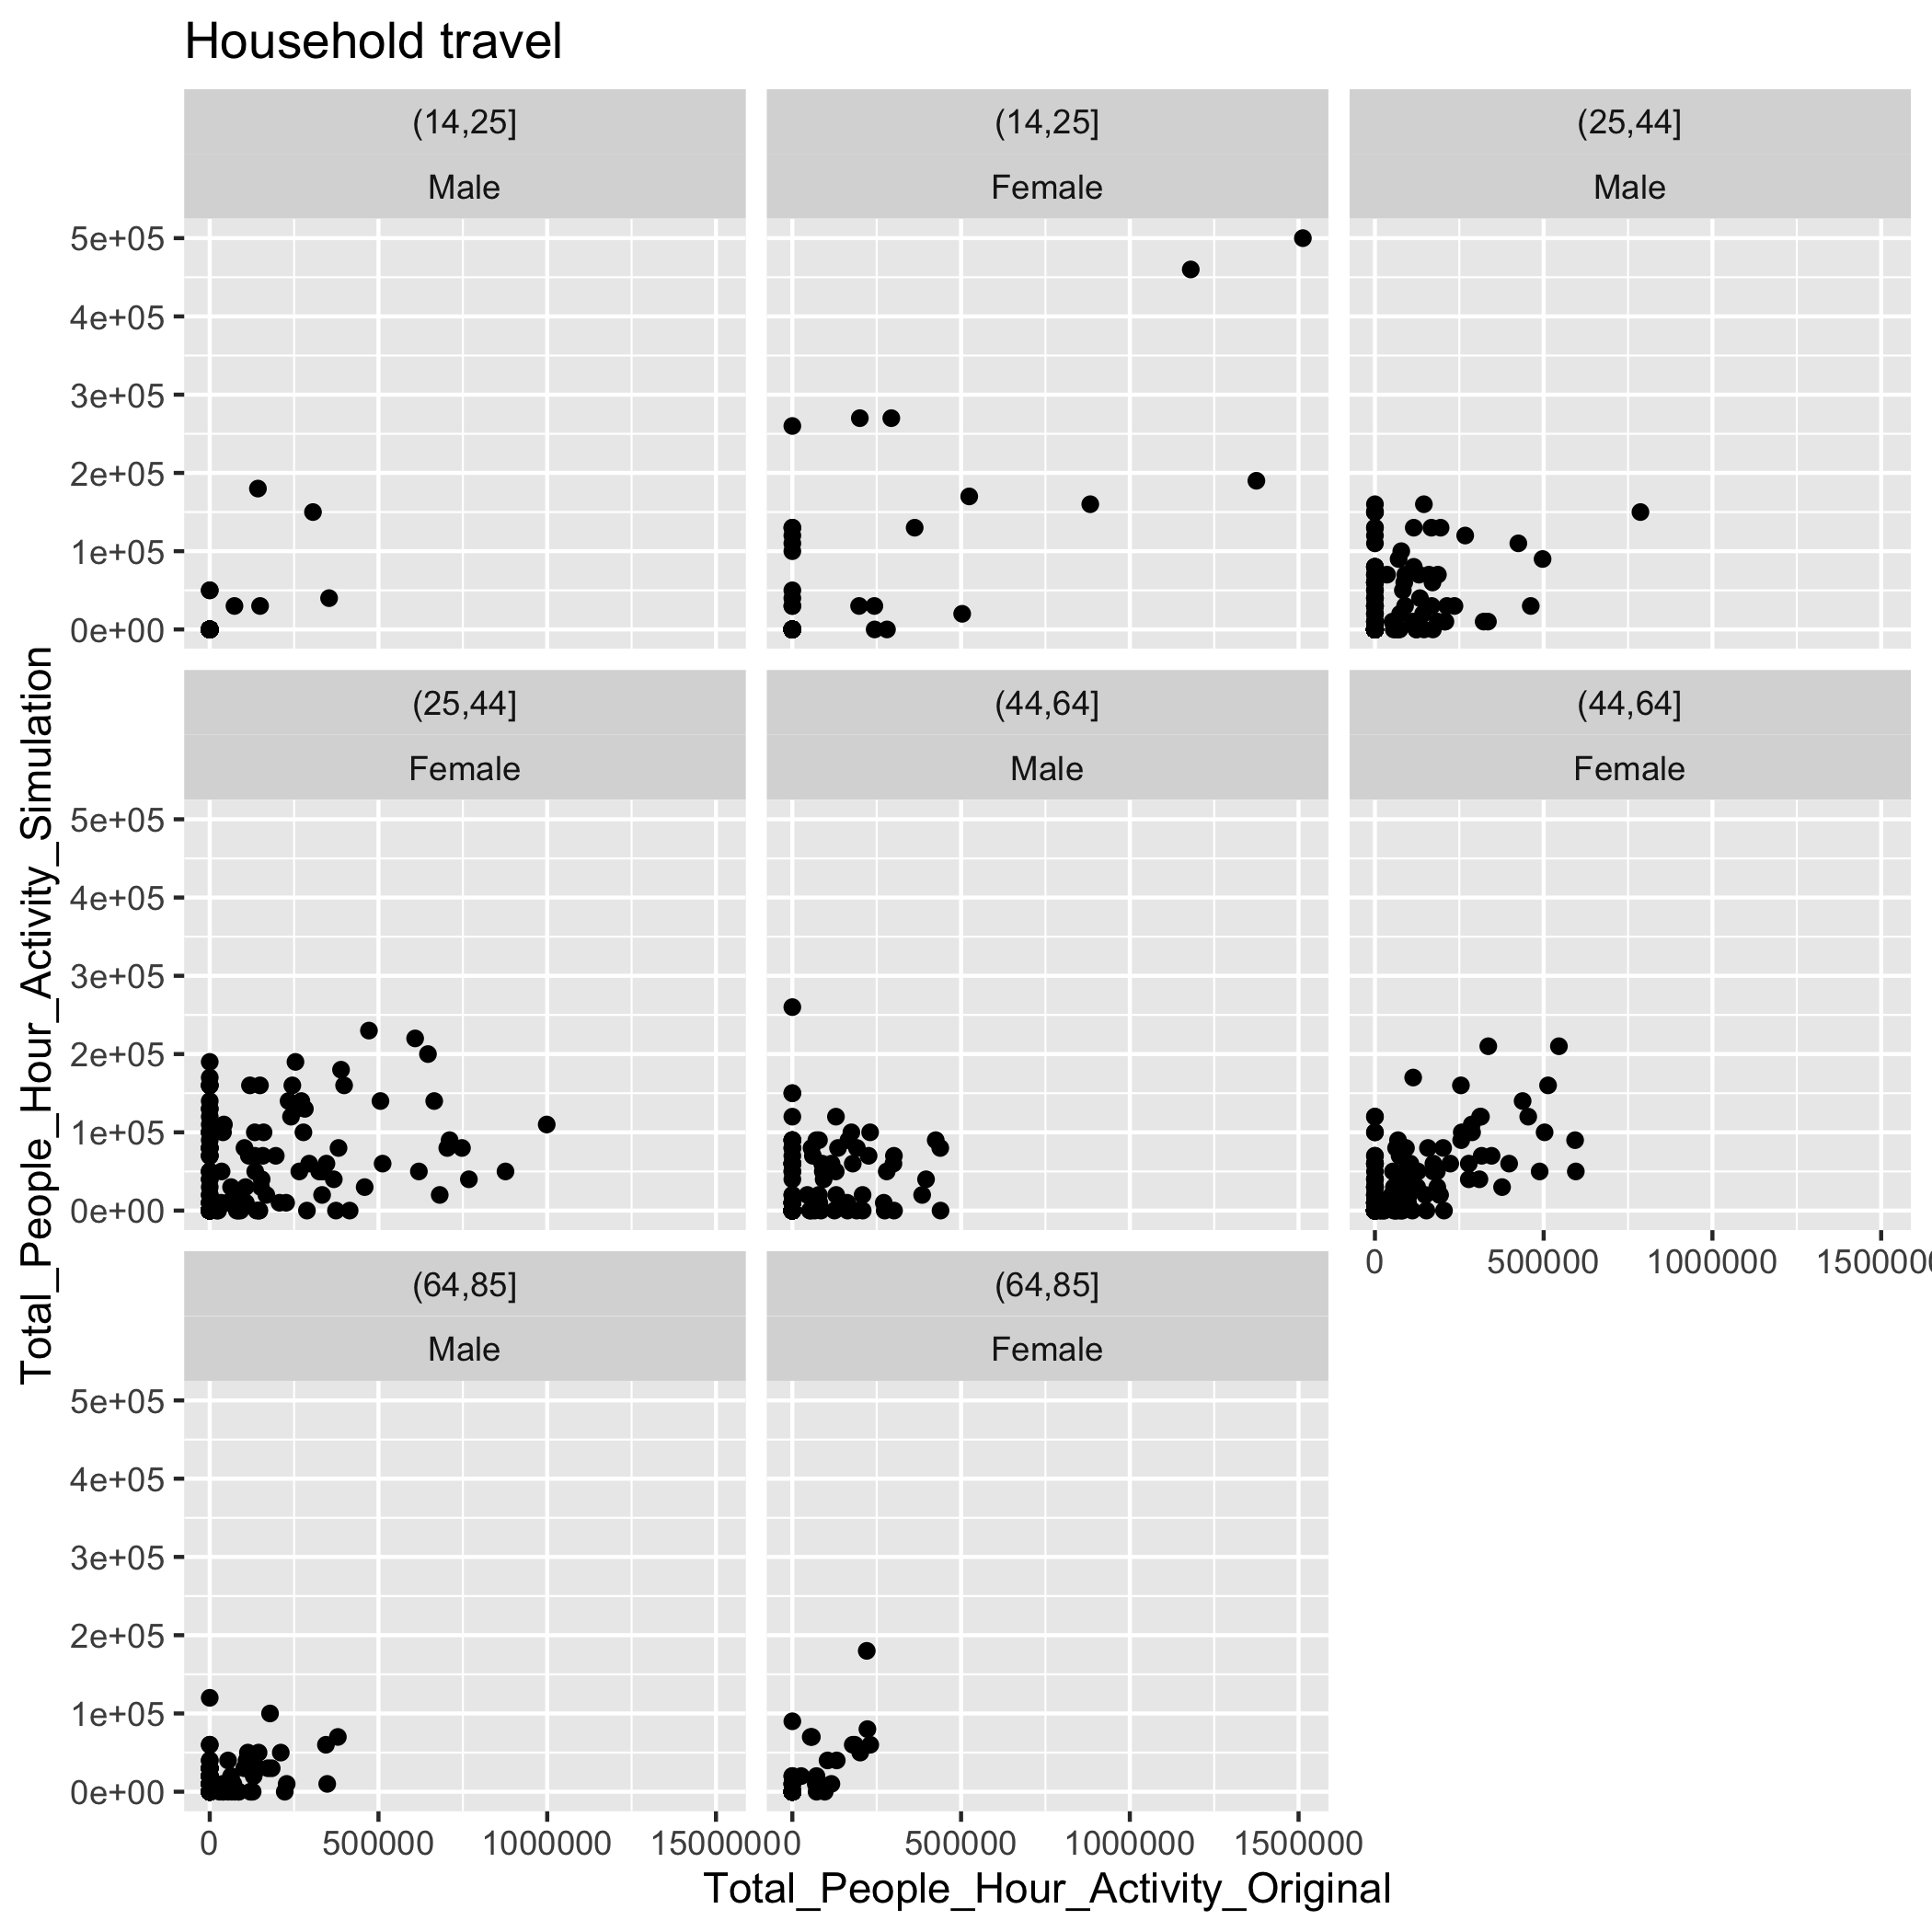 Household travel
(14,25] (14,25] (25,44]
Male Female Male
5e+05
4e+05
3e+05
2e+05
1e+05
0e+00
Total_People_Hour_Activity_Simulation
(25,44] (44,64] (44,64]
Female Male Female
5e+05
4e+05
3e+05
2e+05
1e+05
0e+00
0 500000 1000000 150000
(64,85] (64,85]
Male Female
5e+05
4e+05
3e+05
2e+05
1e+05
0e+00
0 500000 1000000 1500000 0 500000 1000000 1500000
Total_People_Hour_Activity_Original